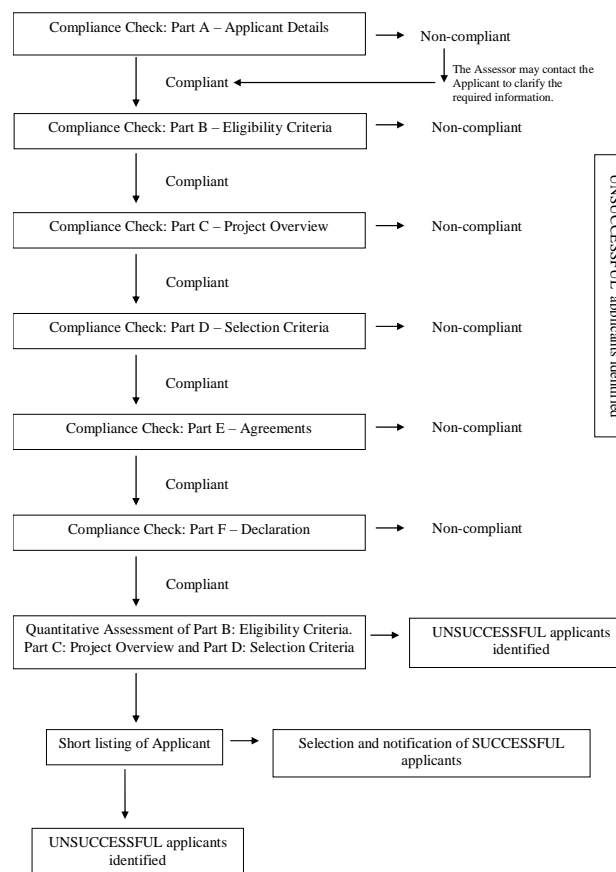 Compliance Check: Part A – Applicant Details
Non-compliant
The Assessor may contact the
Applicant to clarify the
required information.
Compliant
Compliance Check: Part B – Eligibility Criteria
Non-compliant
Compliant
Compliance Check: Part C – Project Overview
Non-compliant
Compliant
Compliance Check: Part D – Selection Criteria
Non-compliant
Compliant
Compliance Check: Part E – Agreements
Non-compliant
Compliant
Compliance Check: Part F – Declaration
Non-compliant
Compliant
UNSUCCESSFUL applicants identified
Quantitative Assessment of Part B: Eligibility Criteria.
Part C: Project Overview and Part D: Selection Criteria
UNSUCCESSFUL applicants
identified
Short listing of Applicant
Selection and notification of SUCCESSFUL
applicants
UNSUCCESSFUL applicants
identified